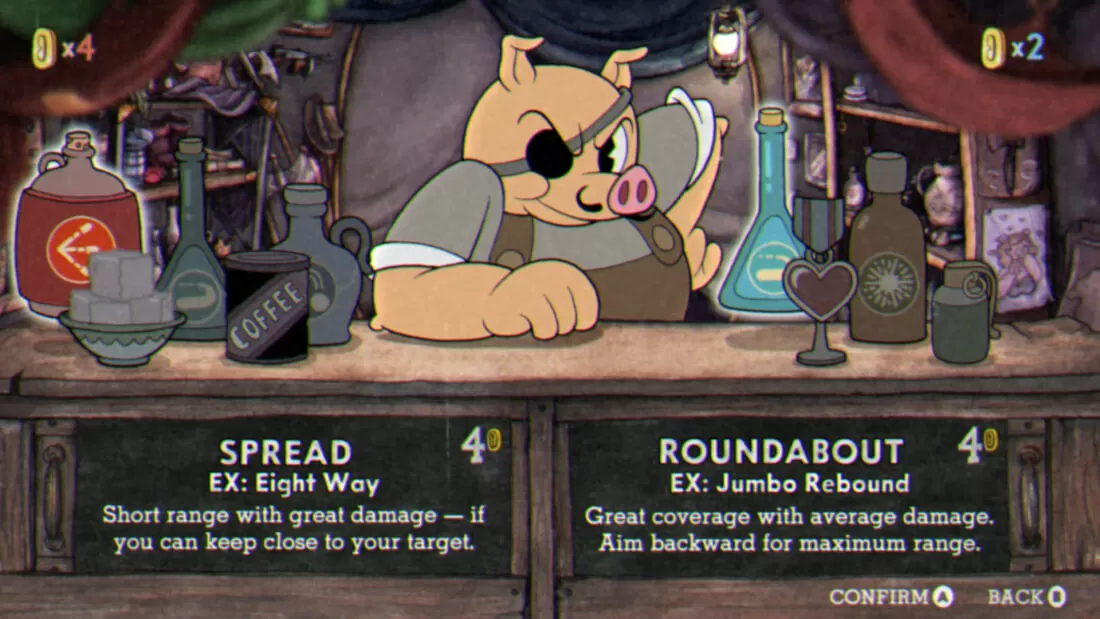 x4
x2
COFFEE
SPREAD
4
EX: Eight Way
Short range with great damage — if
you can keep close to your target.
ROUNDABOUT
4
EX: Jumbo Rebound
Great coverage with average damage.
Aim backward for maximum range.
CONFIRM A BACK B